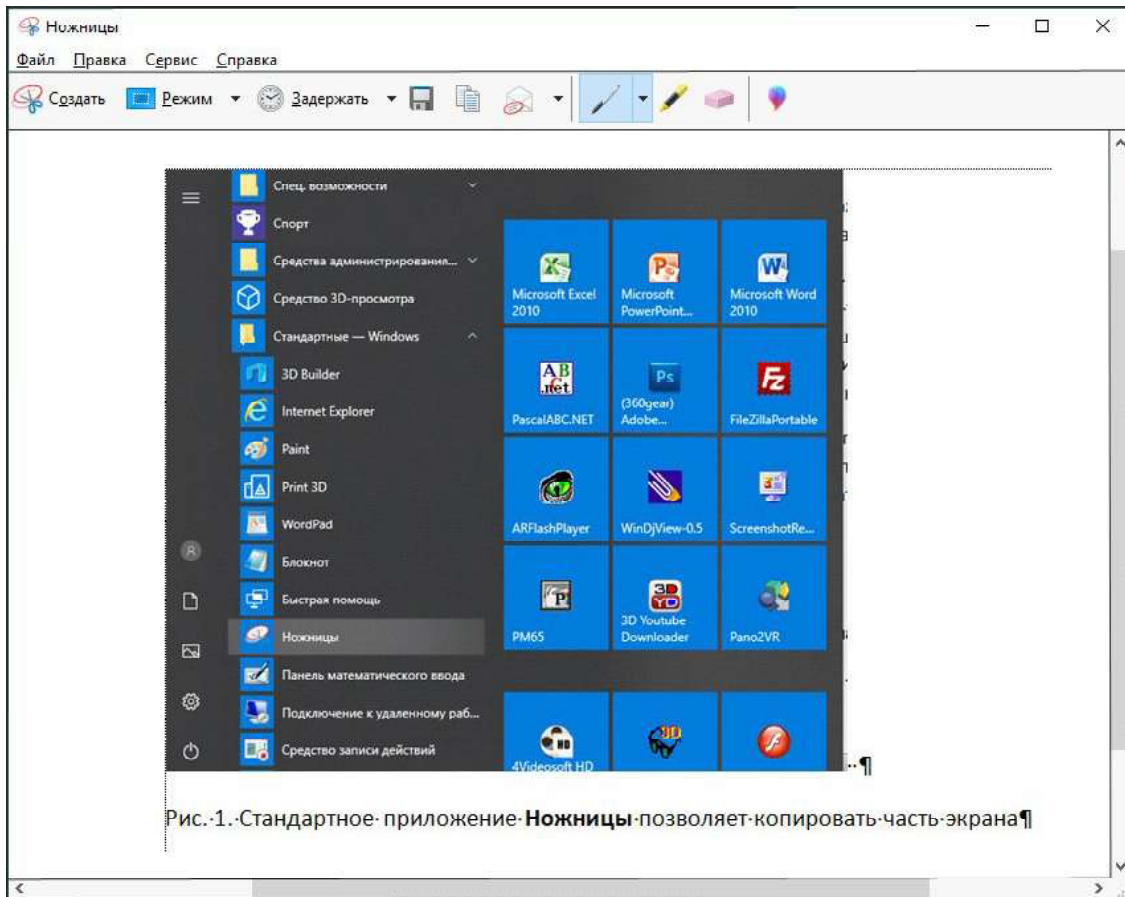 Ножницы
Файл Правка Сервис Справка
Создать Режим Задержать
Спец. возможности
Спорт
Средства администрирования...
Средство 3D-просмотра
Стандартные — Windows
3D Builder
Internet Explorer
Paint
Print 3D
WordPad
Блокнот
Быстрая помощь
Ножницы
Панель математического ввода
Подключение к удаленному раб...
Средство записи действий
Microsoft Excel
2010
Microsoft
PowerPoint...
Microsoft Word
2010
PascalABC.NET
(360gear)
Adobe...
FileZillaPortable
ARFlashPlayer
WinDjView-0.5
ScreenshotRe...
PM65
3D Youtube
Downloader
Pano2VR
4Videosoft HD
Рис.·1.·Стандартное·приложение·Ножницы·позволяет·копировать·часть·экрана¶